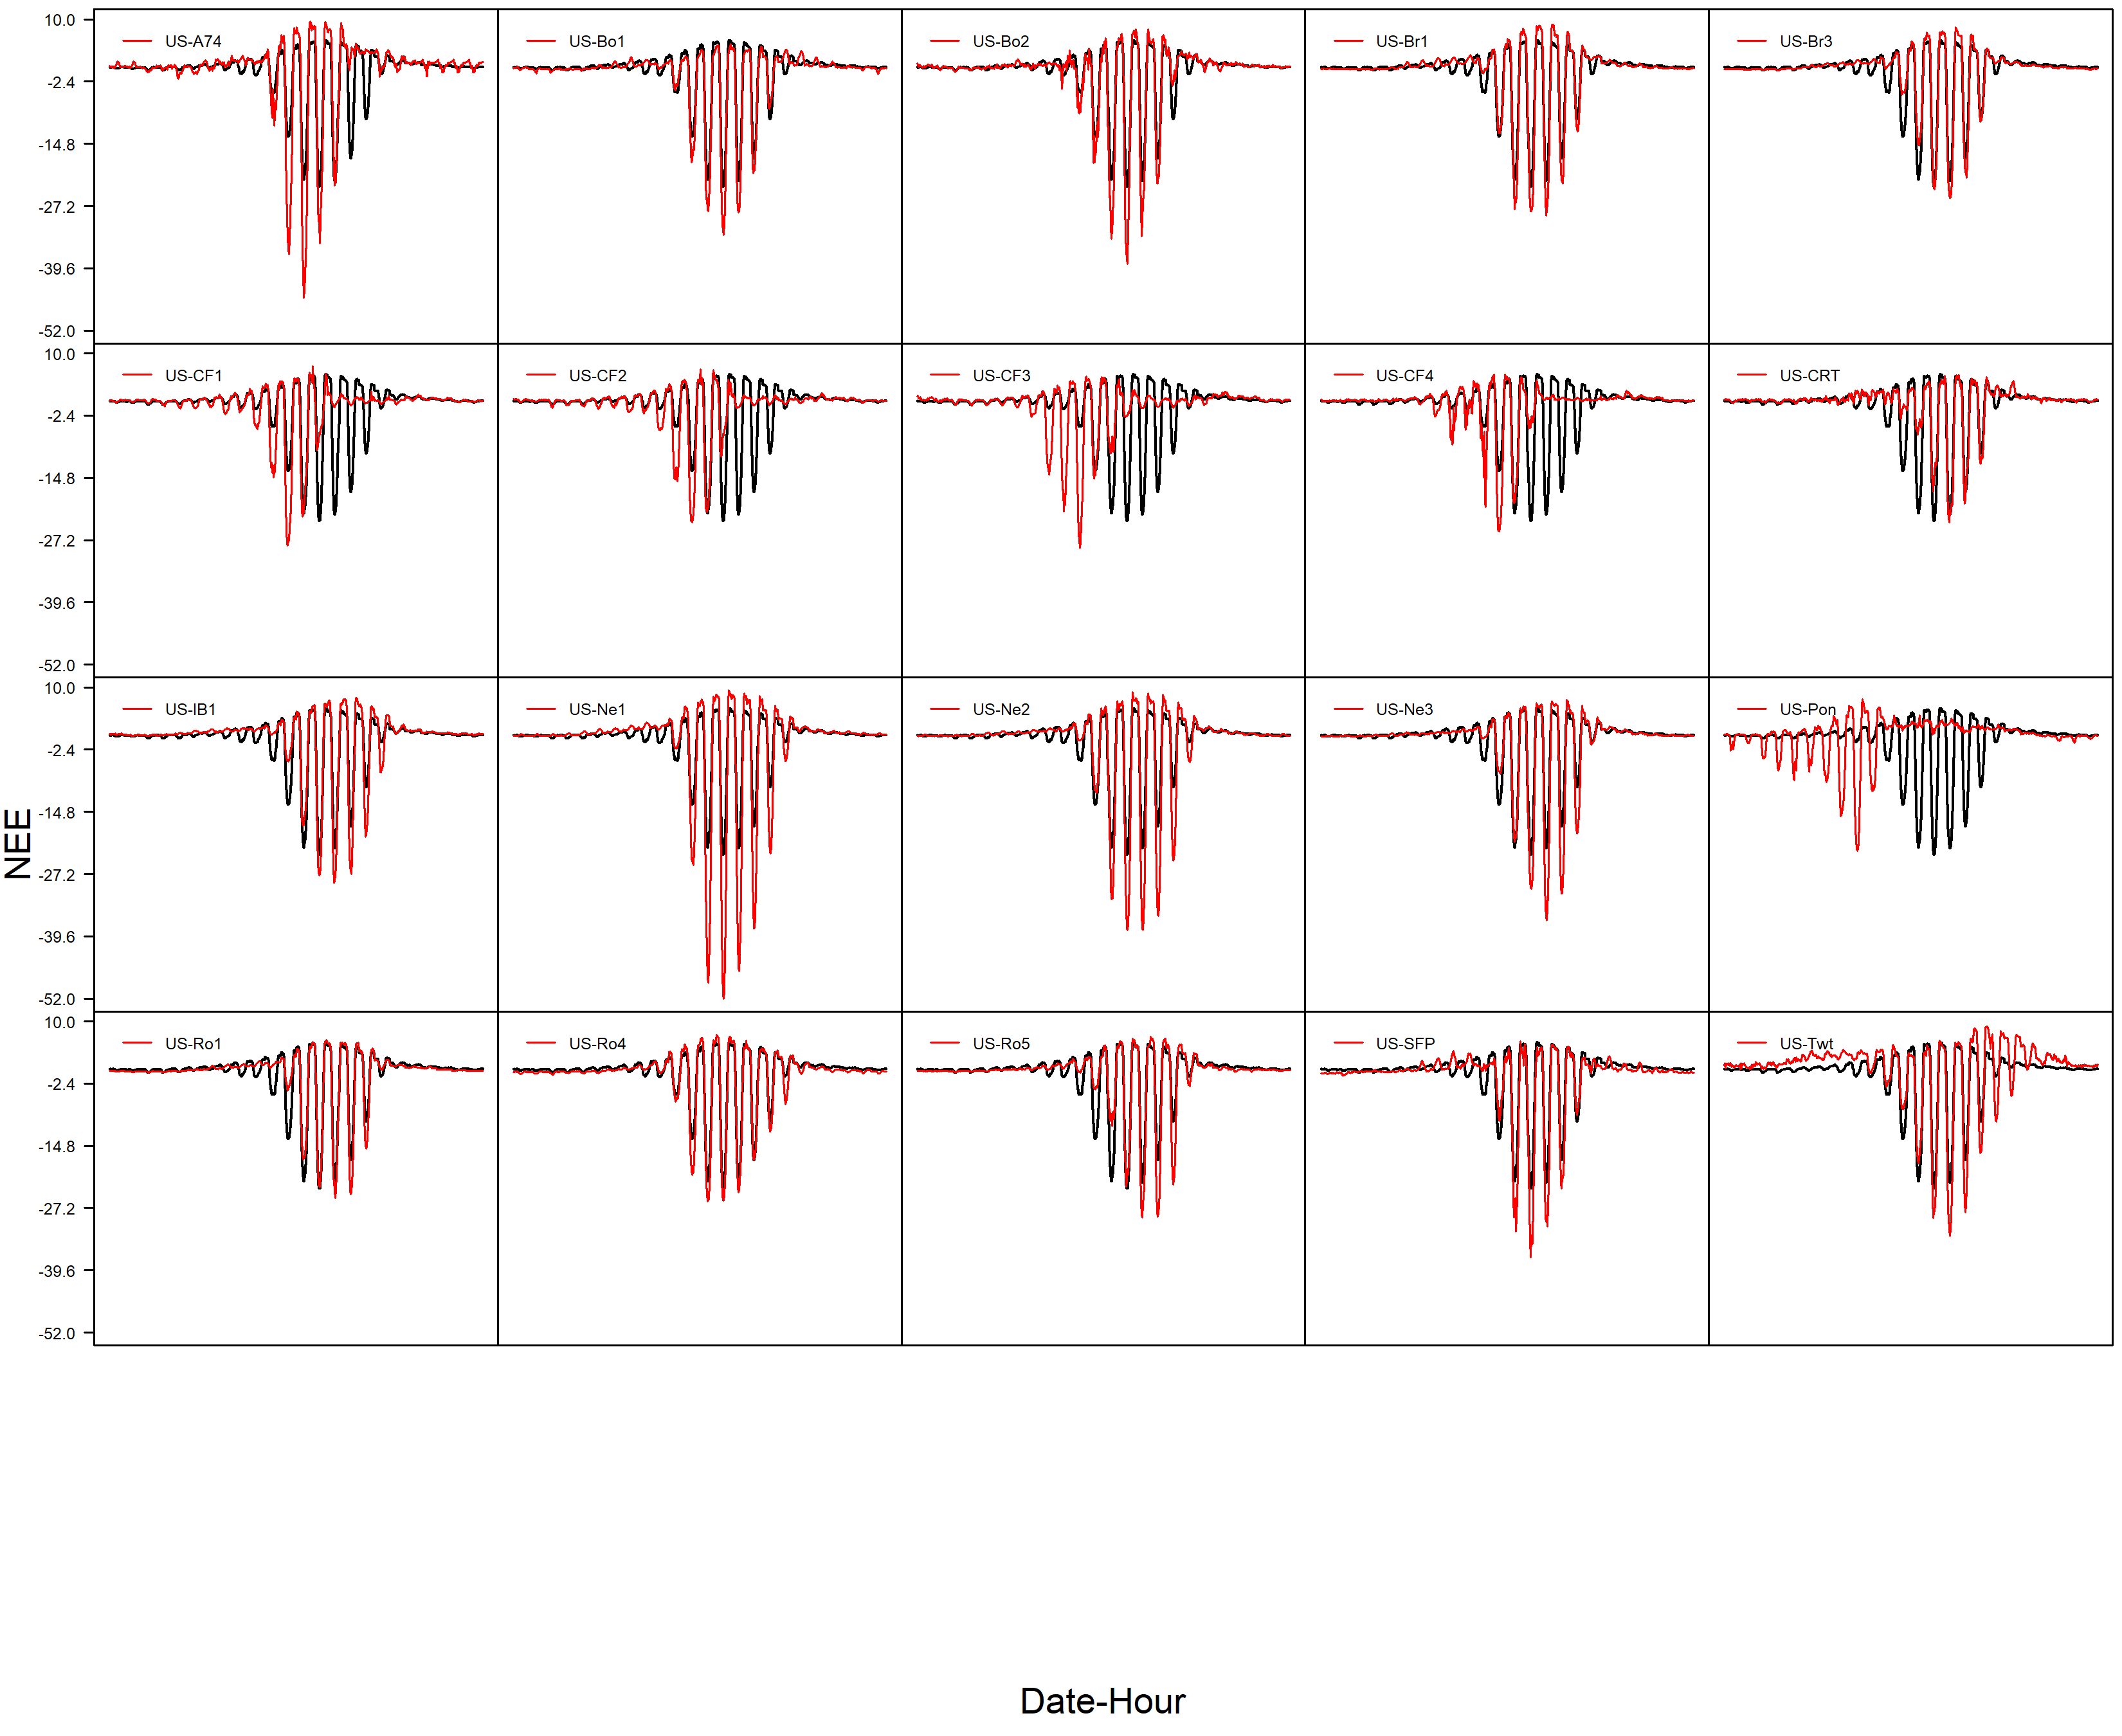 10.0
-2.4
-14.8
-27.2
-39.6
-52.0
US-A74
US-Bo1
US-Bo2
US-Br1
US-Br3
10.0
-2.4
-14.8
-27.2
-39.6
-52.0
US-CF1
US-CF2
US-CF3
US-CF4
US-CRT
10.0
-2.4
-14.8
-27.2
-39.6
-52.0
US-IB1
US-Ne1
US-Ne2
US-Ne3
US-Pon
10.0
-2.4
-14.8
-27.2
-39.6
-52.0
US-Ro1
US-Ro4
US-Ro5
US-SFP
US-Twt
NEE
Date-Hour